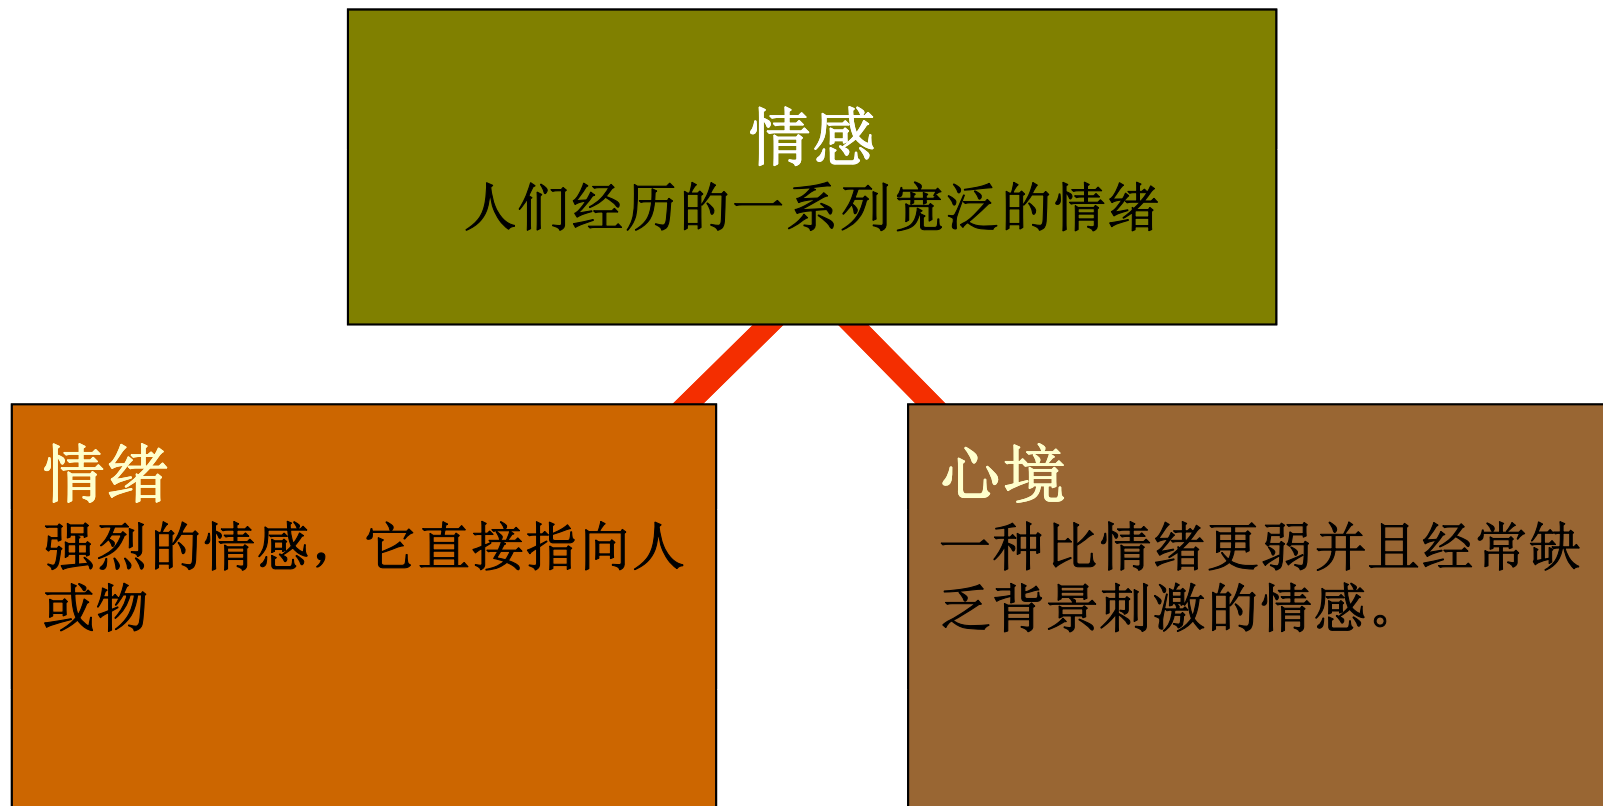 情感
人们经历的一系列宽泛的情绪
情绪
强烈的情感，它直接指向人
或物
心境
一种比情绪更弱并且经常缺
乏背景刺激的情感。